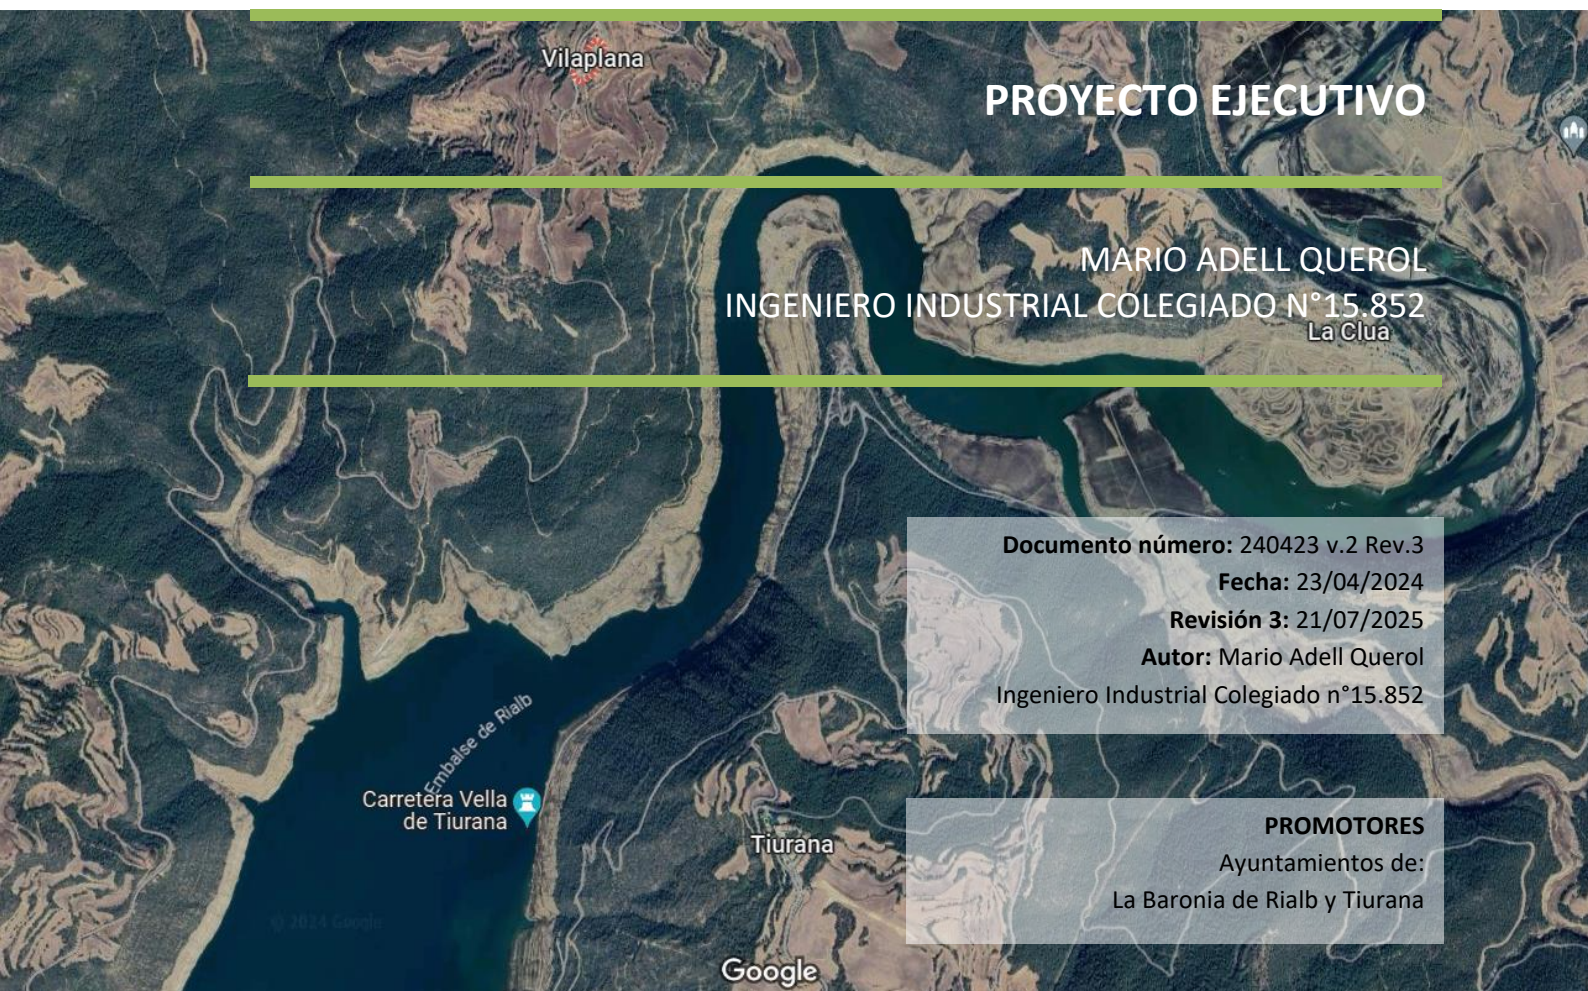 Vilaplana
PROYECTO EJECUTIVO
MARIO ADELL QUEROL
INGENIERO INDUSTRIAL COLEGIADO N°15.852
La Clua
Documento número: 240423 v.2 Rev.3
Fecha: 23/04/2024
Revisión 3: 21/07/2025
Autor: Mario Adell Querol
Ingeniero Industrial Colegiado n°15.852
Embalse de Rialb
Carretera Vella
de Tiurana
Tiurana
PROMOTORES
Ayuntamientos de:
La Baronia de Rialb y Tiurana
© 2024 Google
Google